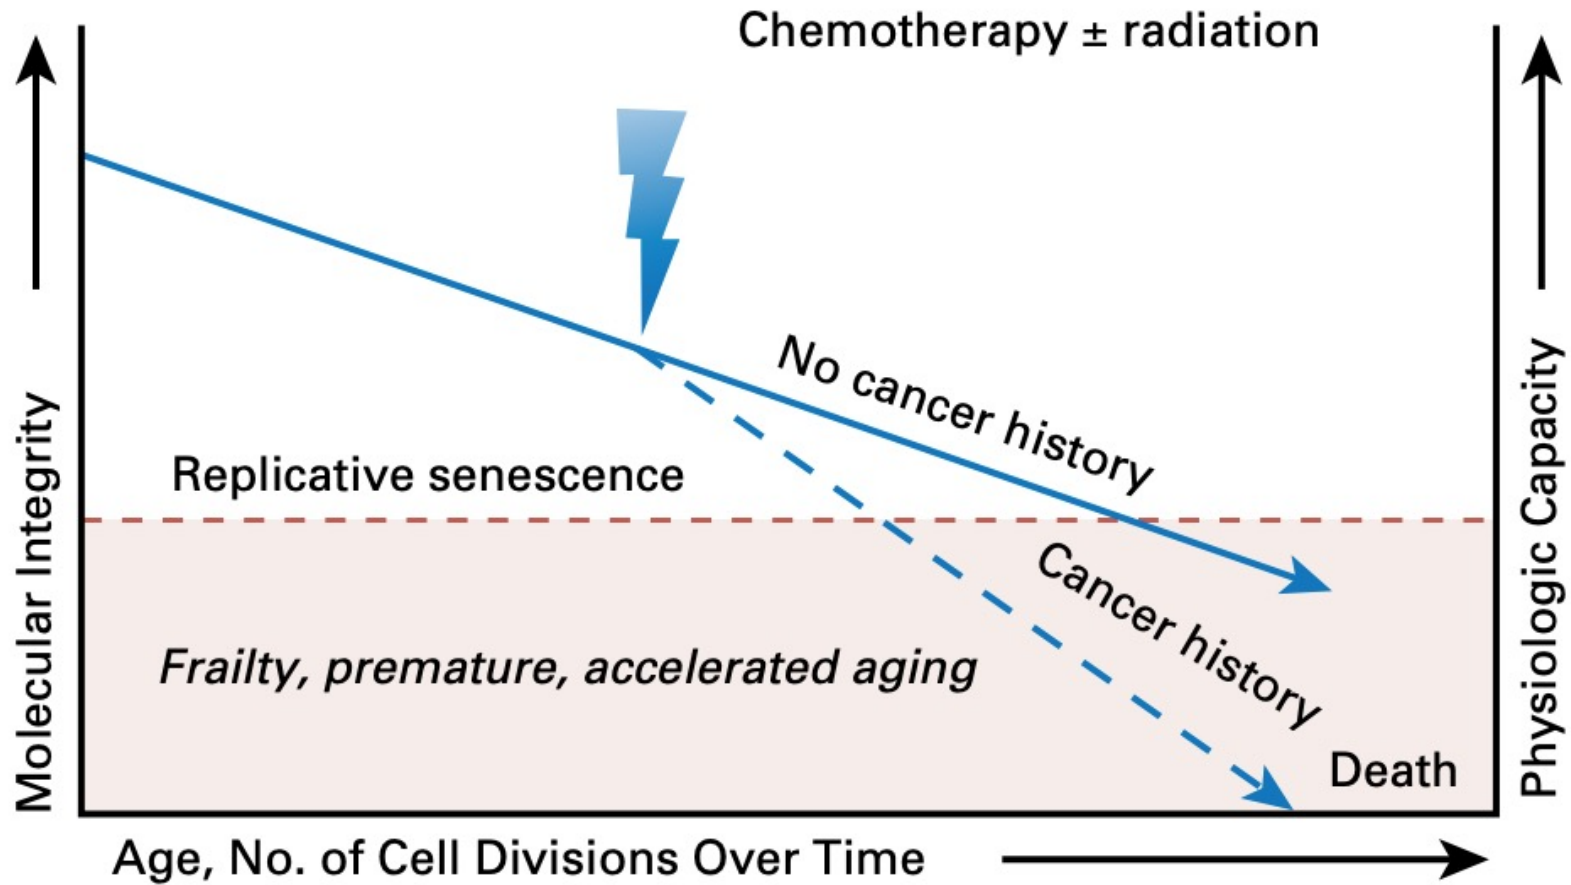 Chemotherapy ± radiation
Molecular Integrity
Physiologic Capacity
No cancer history
Replicative senescence
Cancer history
Frailty, premature, accelerated aging
Death
Age, No. of Cell Divisions Over Time